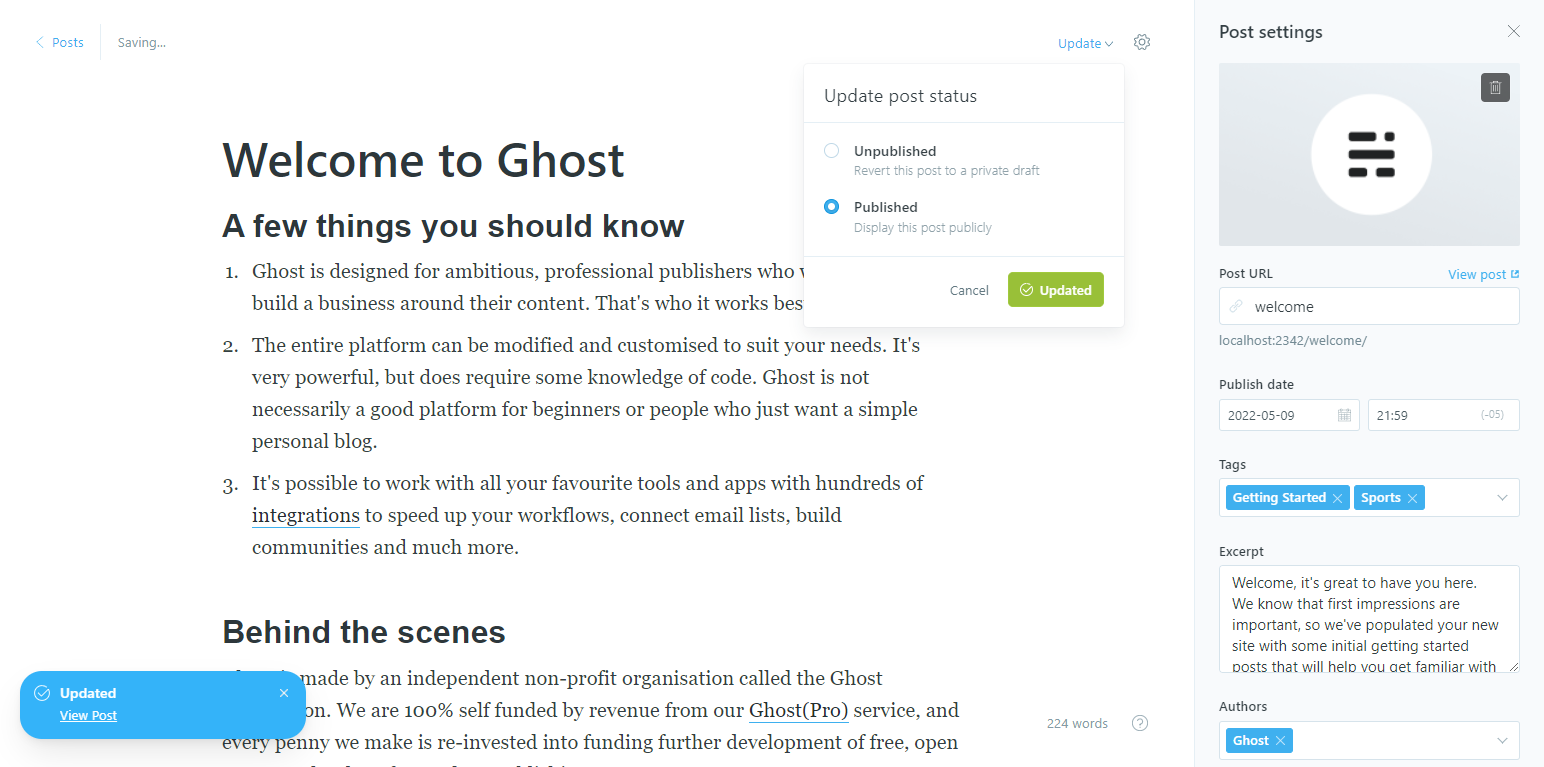 Posts
Saving...
Update
Update post status
Unpublished
Revert this post to a private draft
Published
Display this post publicly
Cancel
Updated
Welcome to Ghost
A few things you should know
1. Ghost is designed for ambitious, professional publishers who
build a business around their content. That's who it works
2. The entire platform can be modified and customised to suit your needs. It's
very powerful, but does require some knowledge of code. Ghost is not
necessarily a good platform for beginners or people who just want a simple
personal blog.
3. It's possible to work with all your favourite tools and apps with hundreds of
integrations to speed up your workflows, connect email lists, build
communities and much more.
Behind the scenes
made by an independent non-profit organisation called the Ghost
on. We are 100% self funded by revenue from our Ghost(Pro) service, and
every penny we make is re-invested into funding further development of free, open
Updated
View Post
224 words
Post settings
Post URL
View post
welcome
localhost:2342/welcome/
Publish date
2022-05-09
21:59
(-05)
Tags
Getting Started
Sports
Excerpt
Welcome, it's great to have you here.
We know that first impressions are
important, so we've populated your new
site with some initial getting started
posts that will help you get familiar with
Authors
Ghost